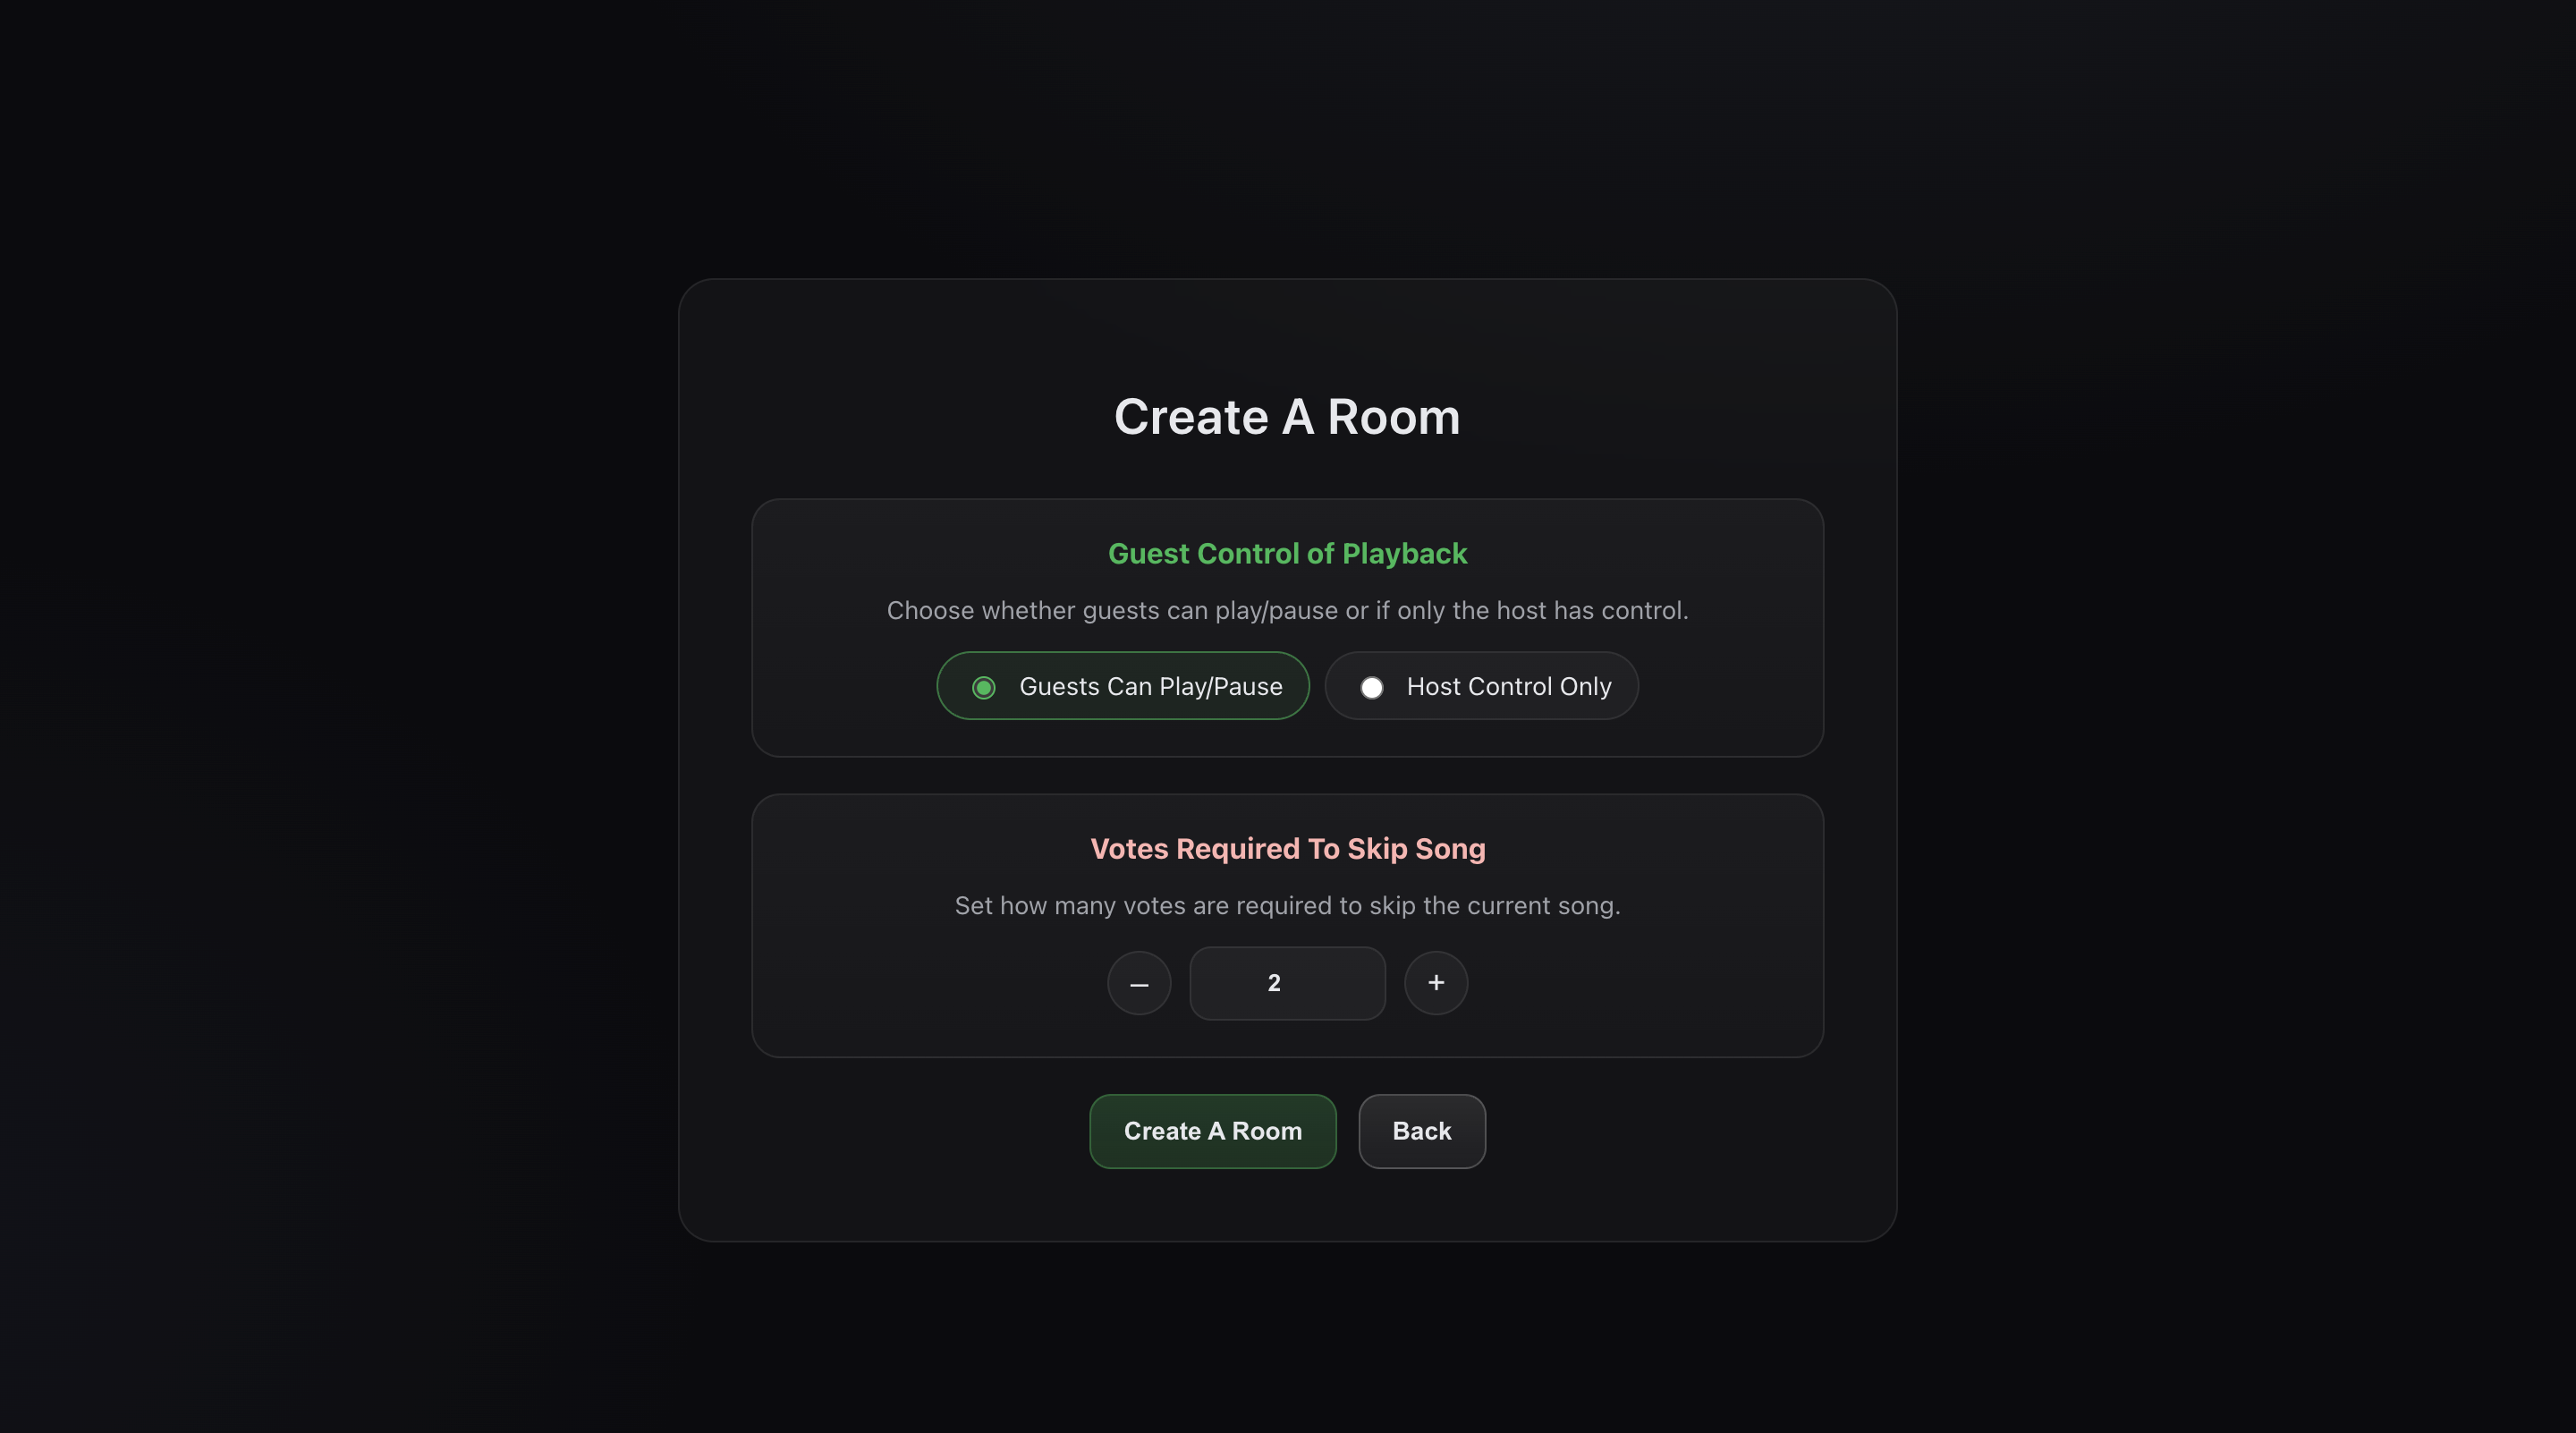 Create A Room
Guest Control of Playback
Choose whether guests can play/pause or if only the host has control.
Guests Can Play/Pause
Host Control Only
Votes Required To Skip Song
Set how many votes are required to skip the current song.
– 2 +
Create A Room
Back